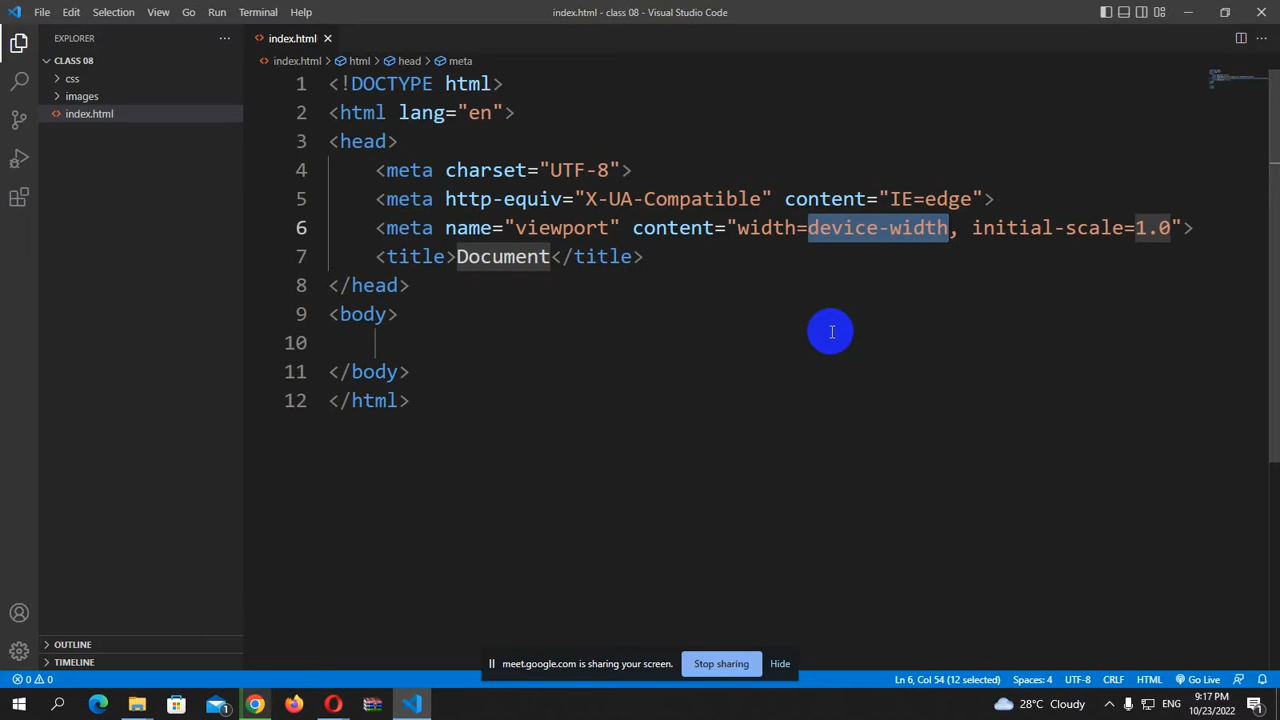 File Edit Selection View Go Run Terminal Help
index.html - class 08 - Visual Studio Code
EXPLORER
CLASS 08
css
images
index.html
OUTLINE
TIMELINE
index.html
index.html > html > head > meta
1 <!DOCTYPE html>
2 <html lang="en">
3 <head>
4 <meta charset="UTF-8">
5 <meta http-equiv="X-UA-Compatible" content="IE=edge">
6 <meta name="viewport" content="width=device-width, initial-scale=1.0">
7 <title>Document</title>
8 </head>
9 <body>
10
11 </body>
12 </html>
meet.google.com is sharing your screen. Stop sharing Hide
0 0 Ln 6, Col 54 (12 selected) Spaces: 4 UTF-8 CRLF HTML Go Live
1 28°C Cloudy ENG 9:17 PM
10/23/2022 1